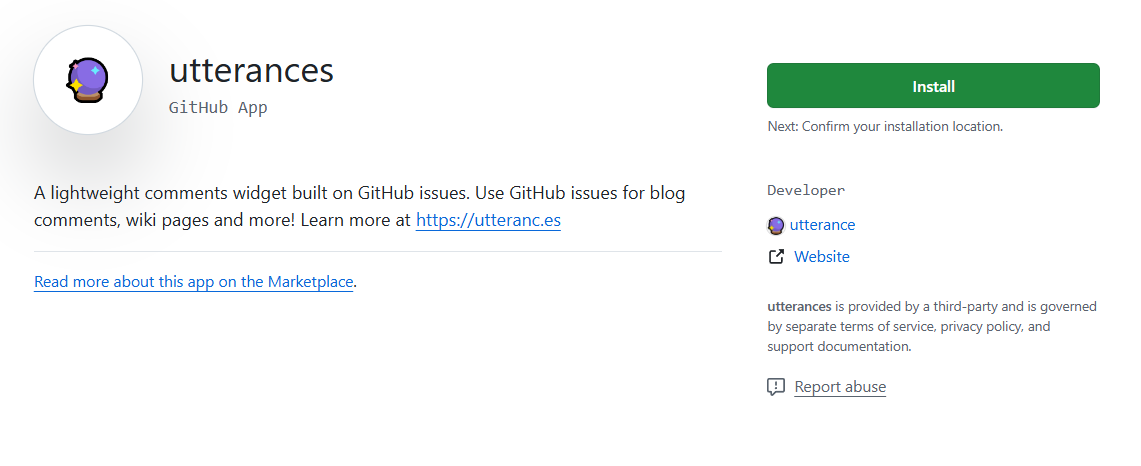 utterances
GitHub App
A lightweight comments widget built on GitHub issues. Use GitHub issues for blog
comments, wiki pages and more! Learn more at https://utteranc.es
Read more about this app on the Marketplace.
Install
Next: Confirm your installation location.
Developer
utterance
Website
utterances is provided by a third-party and is governed
by separate terms of service, privacy policy, and
support documentation.
Report abuse